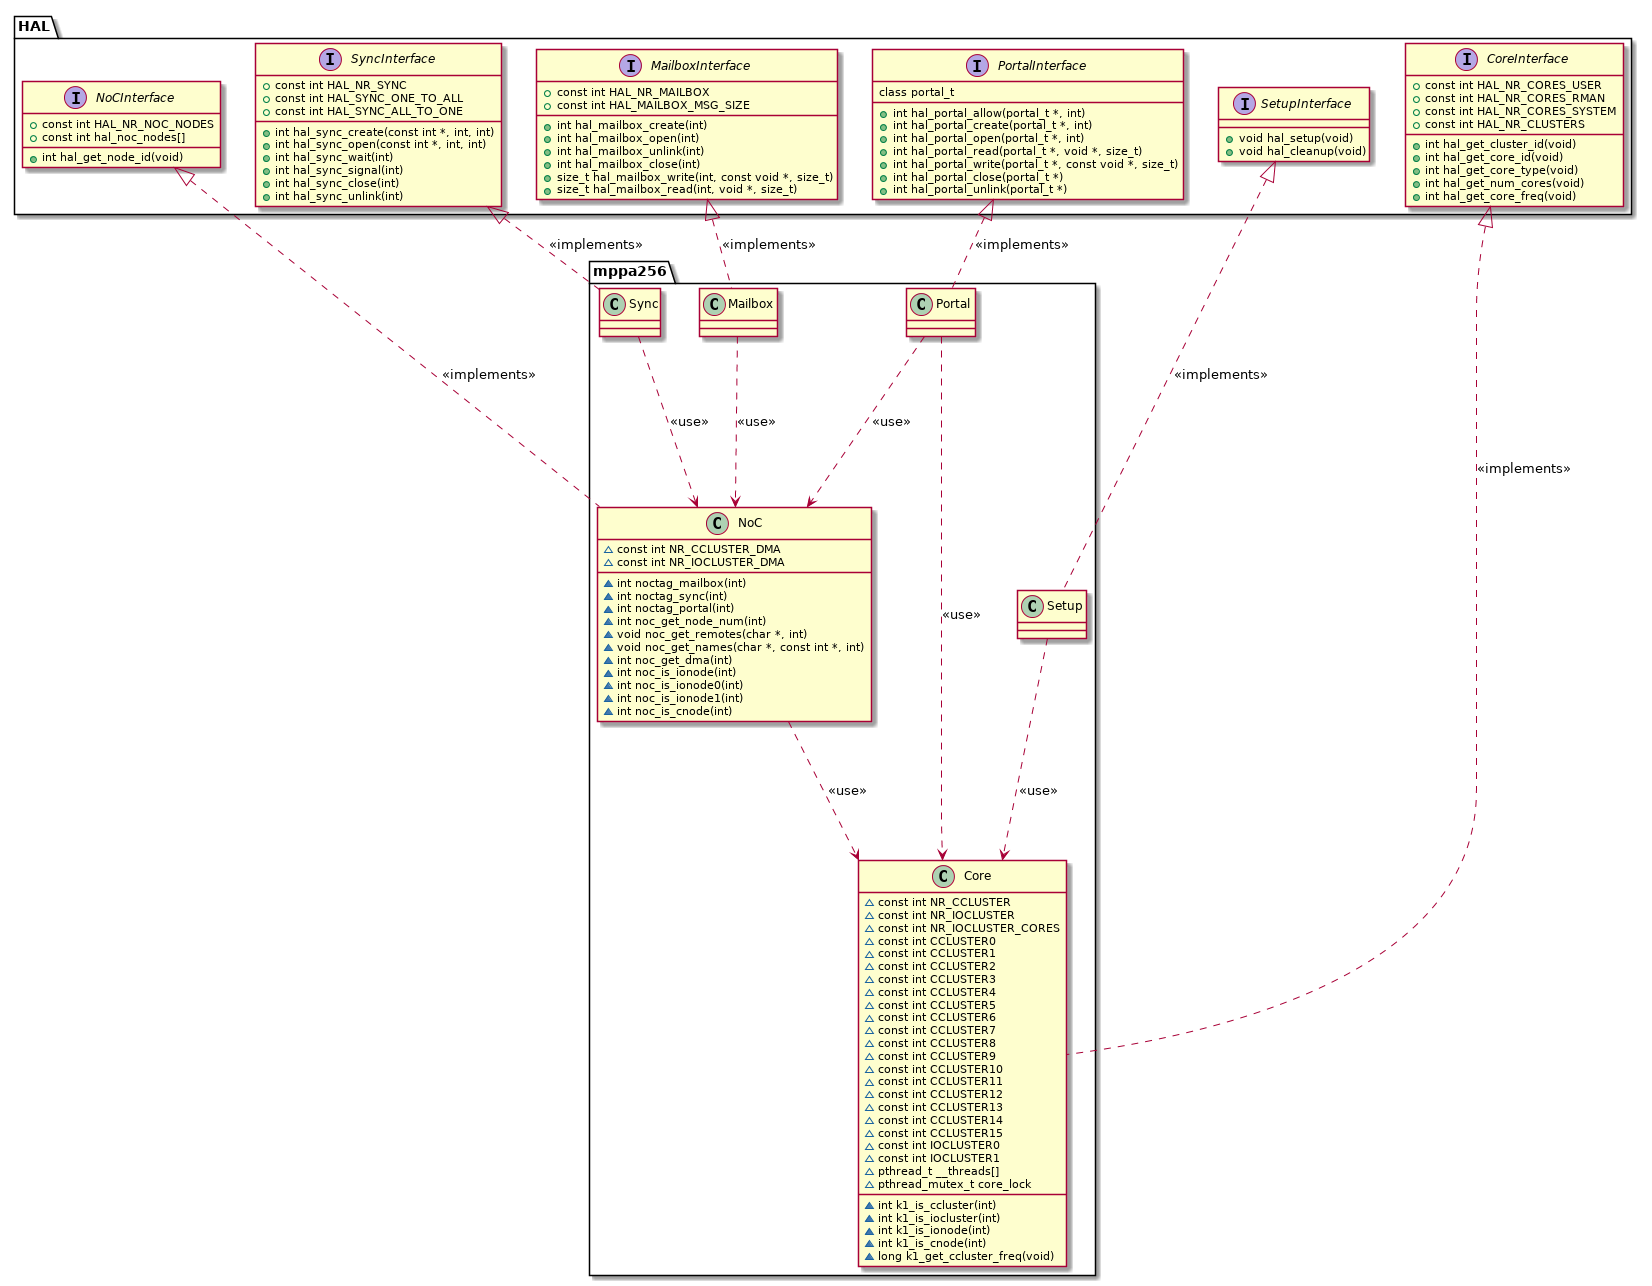 HAL
NoCInterface
const int HAL_NR_NOC_NODES
const int hal_noc_nodes[]
int hal_get_node_id(void)
SyncInterface
const int HAL_NR_SYNC
const int HAL_SYNC_ONE_TO_ALL
const int HAL_SYNC_ALL_TO_ONE
int hal_sync_create(const int *, int, int)
int hal_sync_open(const int *, int, int)
int hal_sync_wait(int)
int hal_sync_signal(int)
int hal_sync_close(int)
int hal_sync_unlink(int)
MailboxInterface
const int HAL_NR_MAILBOX
const int HAL_MAILBOX_MSG_SIZE
int hal_mailbox_create(int)
int hal_mailbox_open(int)
int hal_mailbox_unlink(int)
int hal_mailbox_close(int)
size_t hal_mailbox_write(int, const void *, size_t)
size_t hal_mailbox_read(int, void *, size_t)
PortalInterface
class portal_t
int hal_portal_allow(portal_t *, int)
int hal_portal_create(portal_t *, int)
int hal_portal_open(portal_t *, int)
int hal_portal_read(portal_t *, void *, size_t)
int hal_portal_write(portal_t *, const void *, size_t)
int hal_portal_close(portal_t *)
int hal_portal_unlink(portal_t *)
SetupInterface
void hal_setup(void)
void hal_cleanup(void)
CoreInterface
const int HAL_NR_CORES_USER
const int HAL_NR_CORES_RMAN
const int HAL_NR_CORES_SYSTEM
const int HAL_NR_CLUSTERS
int hal_get_cluster_id(void)
int hal_get_core_id(void)
int hal_get_core_type(void)
int hal_get_num_cores(void)
int hal_get_core_freq(void)
«implements»
«implements»
«implements»
mppa256
Sync
Mailbox
Portal
«implements»
«implements»
«use»
«use»
«use»
«implements»
NoC
const int NR_CCLUSTER_DMA
const int NR_IOCLUSTER_DMA
int noctag_mailbox(int)
int noctag_sync(int)
int noctag_portal(int)
int noc_get_node_num(int)
void noc_get_remotes(char *, int)
void noc_get_names(char *, const int *, int)
int noc_get_dma(int)
int noc_is_ionode(int)
int noc_is_ionode0(int)
int noc_is_ionode1(int)
int noc_is_cnode(int)
«use»
Setup
«use»
«use»
Core
const int NR_CCLUSTER
const int NR_IOCLUSTER
const int NR_IOCLUSTER_CORES
const int CCLUSTER0
const int CCLUSTER1
const int CCLUSTER2
const int CCLUSTER3
const int CCLUSTER4
const int CCLUSTER5
const int CCLUSTER6
const int CCLUSTER7
const int CCLUSTER8
const int CCLUSTER9
const int CCLUSTER10
const int CCLUSTER11
const int CCLUSTER12
const int CCLUSTER13
const int CCLUSTER14
const int CCLUSTER15
const int IOCLUSTER0
const int IOCLUSTER1
pthread_t __threads[]
pthread_mutex_t core_lock
int k1_is_ccluster(int)
int k1_is_iocluster(int)
int k1_is_ionode(int)
int k1_is_cnode(int)
long k1_get_ccluster_freq(void)